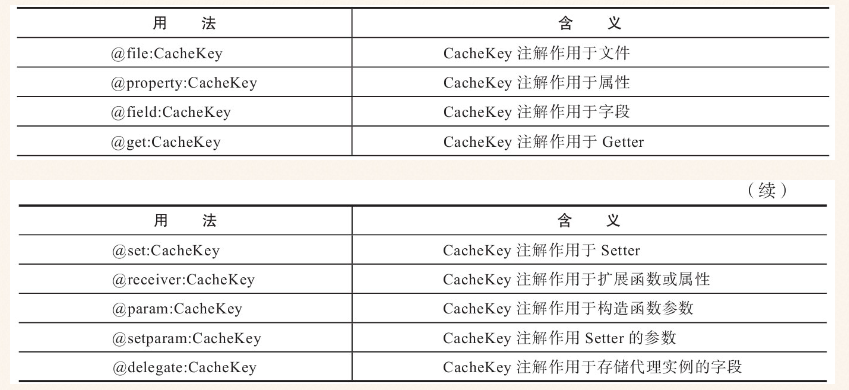 用 法 含 义
@file:CacheKey CacheKey 注解作用于文件
@property:CacheKey CacheKey 注解作用于属性
@field:CacheKey CacheKey 注解作用于字段
@get:CacheKey CacheKey 注解作用于 Getter
（续）
用 法 含 义
@set:CacheKey CacheKey 注解作用于 Setter
@receiver:CacheKey CacheKey 注解作用于扩展函数或属性
@param:CacheKey CacheKey 注解作用于构造函数参数
@setparam:CacheKey CacheKey 注解作用 Setter 的参数
@delegate:CacheKey CacheKey 注解作用于存储代理实例的字段